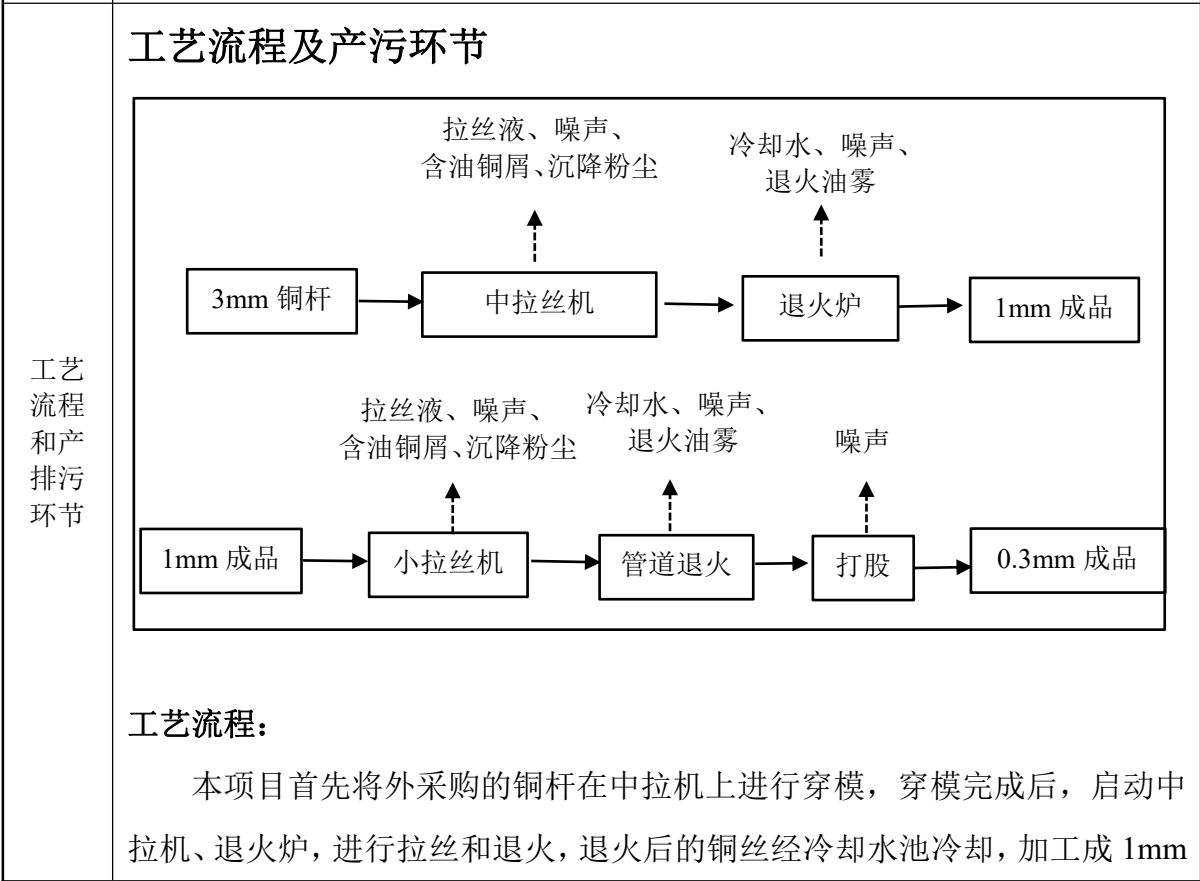 工艺流程及产污环节
拉丝液、噪声、
含油铜屑、沉降粉尘
冷却水、噪声、
退火油雾
3mm 铜杆
中拉丝机
退火炉
1mm 成品
拉丝液、噪声、
含油铜屑、沉降粉尘
冷却水、噪声、
退火油雾
噪声
1mm 成品
小拉丝机
管道退火
打股
0.3mm 成品
工艺
流程
和产
排污
环节
工艺流程：
本项目首先将外采购的铜杆在中拉机上进行穿模，穿模完成后，启动中
拉机、退火炉，进行拉丝和退火，退火后的铜丝经冷却水池冷却，加工成 1mm